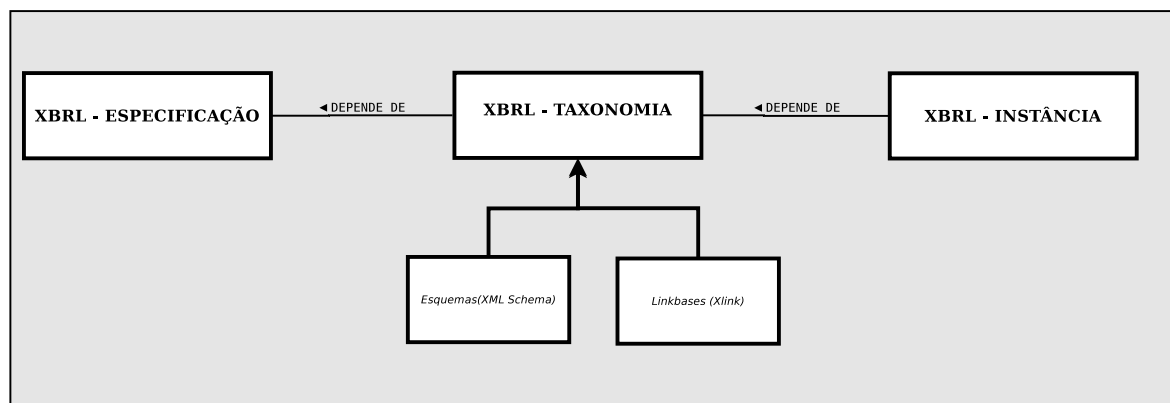 XBRL - ESPECIFICAÇÃO
◄ DEPENDE DE
XBRL - TAXONOMIA
◄ DEPENDE DE
XBRL - INSTÂNCIA
Esquemas(XML Schema)
Linkbases (Xlink)